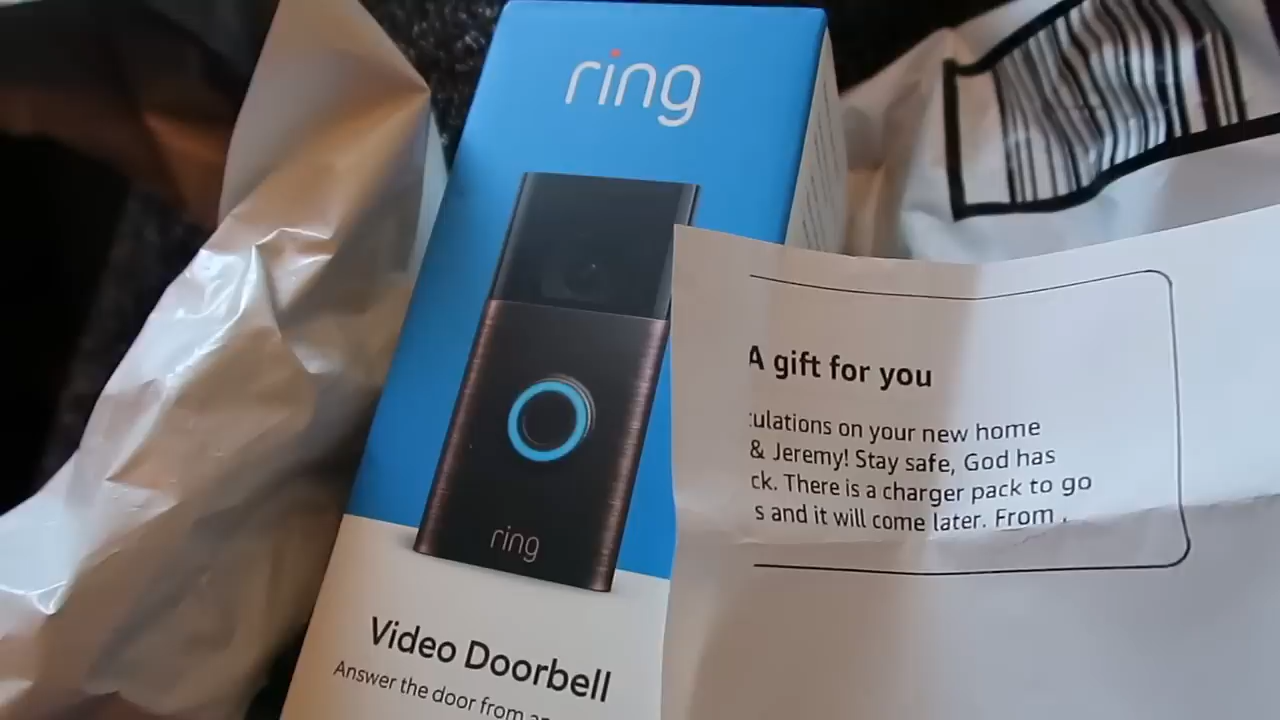 ring
ring
Video Doorbell
Answer the door from
A gift for you
ulations on your new home
& Jeremy! Stay safe, God has
ck. There is a charger pack to go
s and it will come later. From